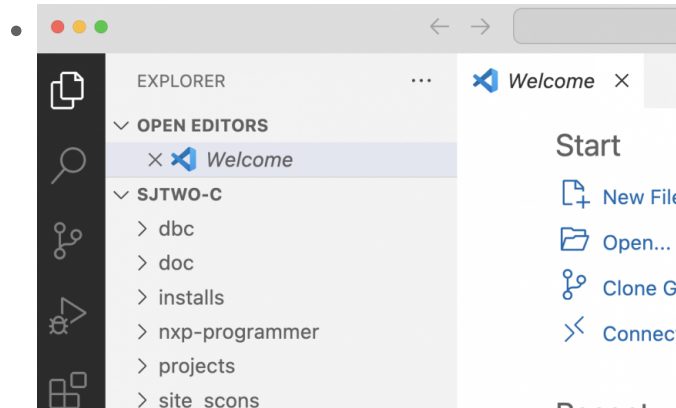 EXPLORER
...
Welcome
OPEN EDITORS
Welcome
SJTWO-C
dbc
doc
installs
nxp-programmer
projects
site_scons
Start
New File
Open...
Clone G
Connect